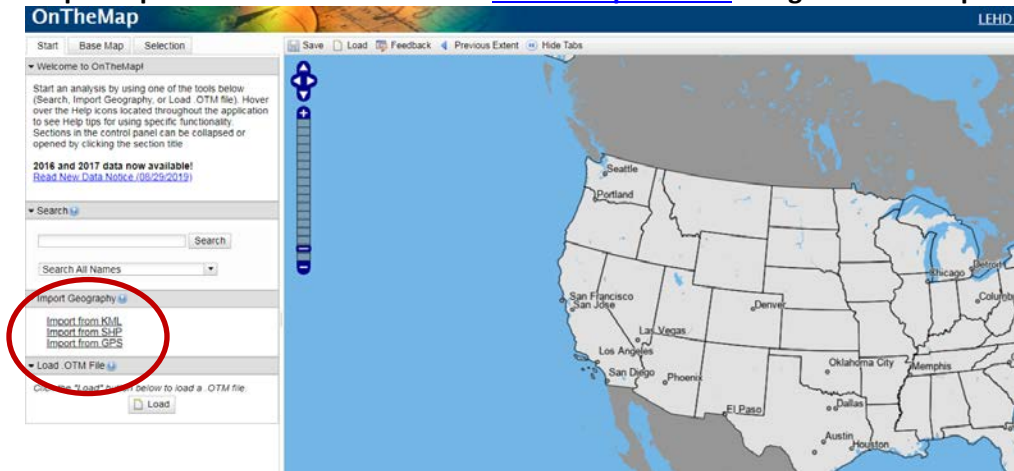 OnTheMap
LEHD
Start Base Map Selection
Save Load Feedback Previous Extent Hide Tabs
Welcome to OnTheMap!
Start an analysis by using one of the tools below
(Search, Import Geography, or Load .OTM file). Hover
over the Help icons located throughout the application
to see Help tips for using specific functionality.
Sections in the control panel can be collapsed or
opened by clicking the section title
2016 and 2017 data now available!
Read New Data Notice (08/29/2019)
Search
Search
Search All Names
Import Geography
Import from KML
Import from SHP
Import from GPS
Load .OTM File
Click the "Load" button below to load a .OTM file.
Load
Seattle
Portland
San Francisco
San Jose
Las Vegas
Los Angeles
San Diego
Phoenix
Denver
El Paso
Oklahoma City
Dallas
Austin
Houston
Memphis
Chicago
Detroit
Columb